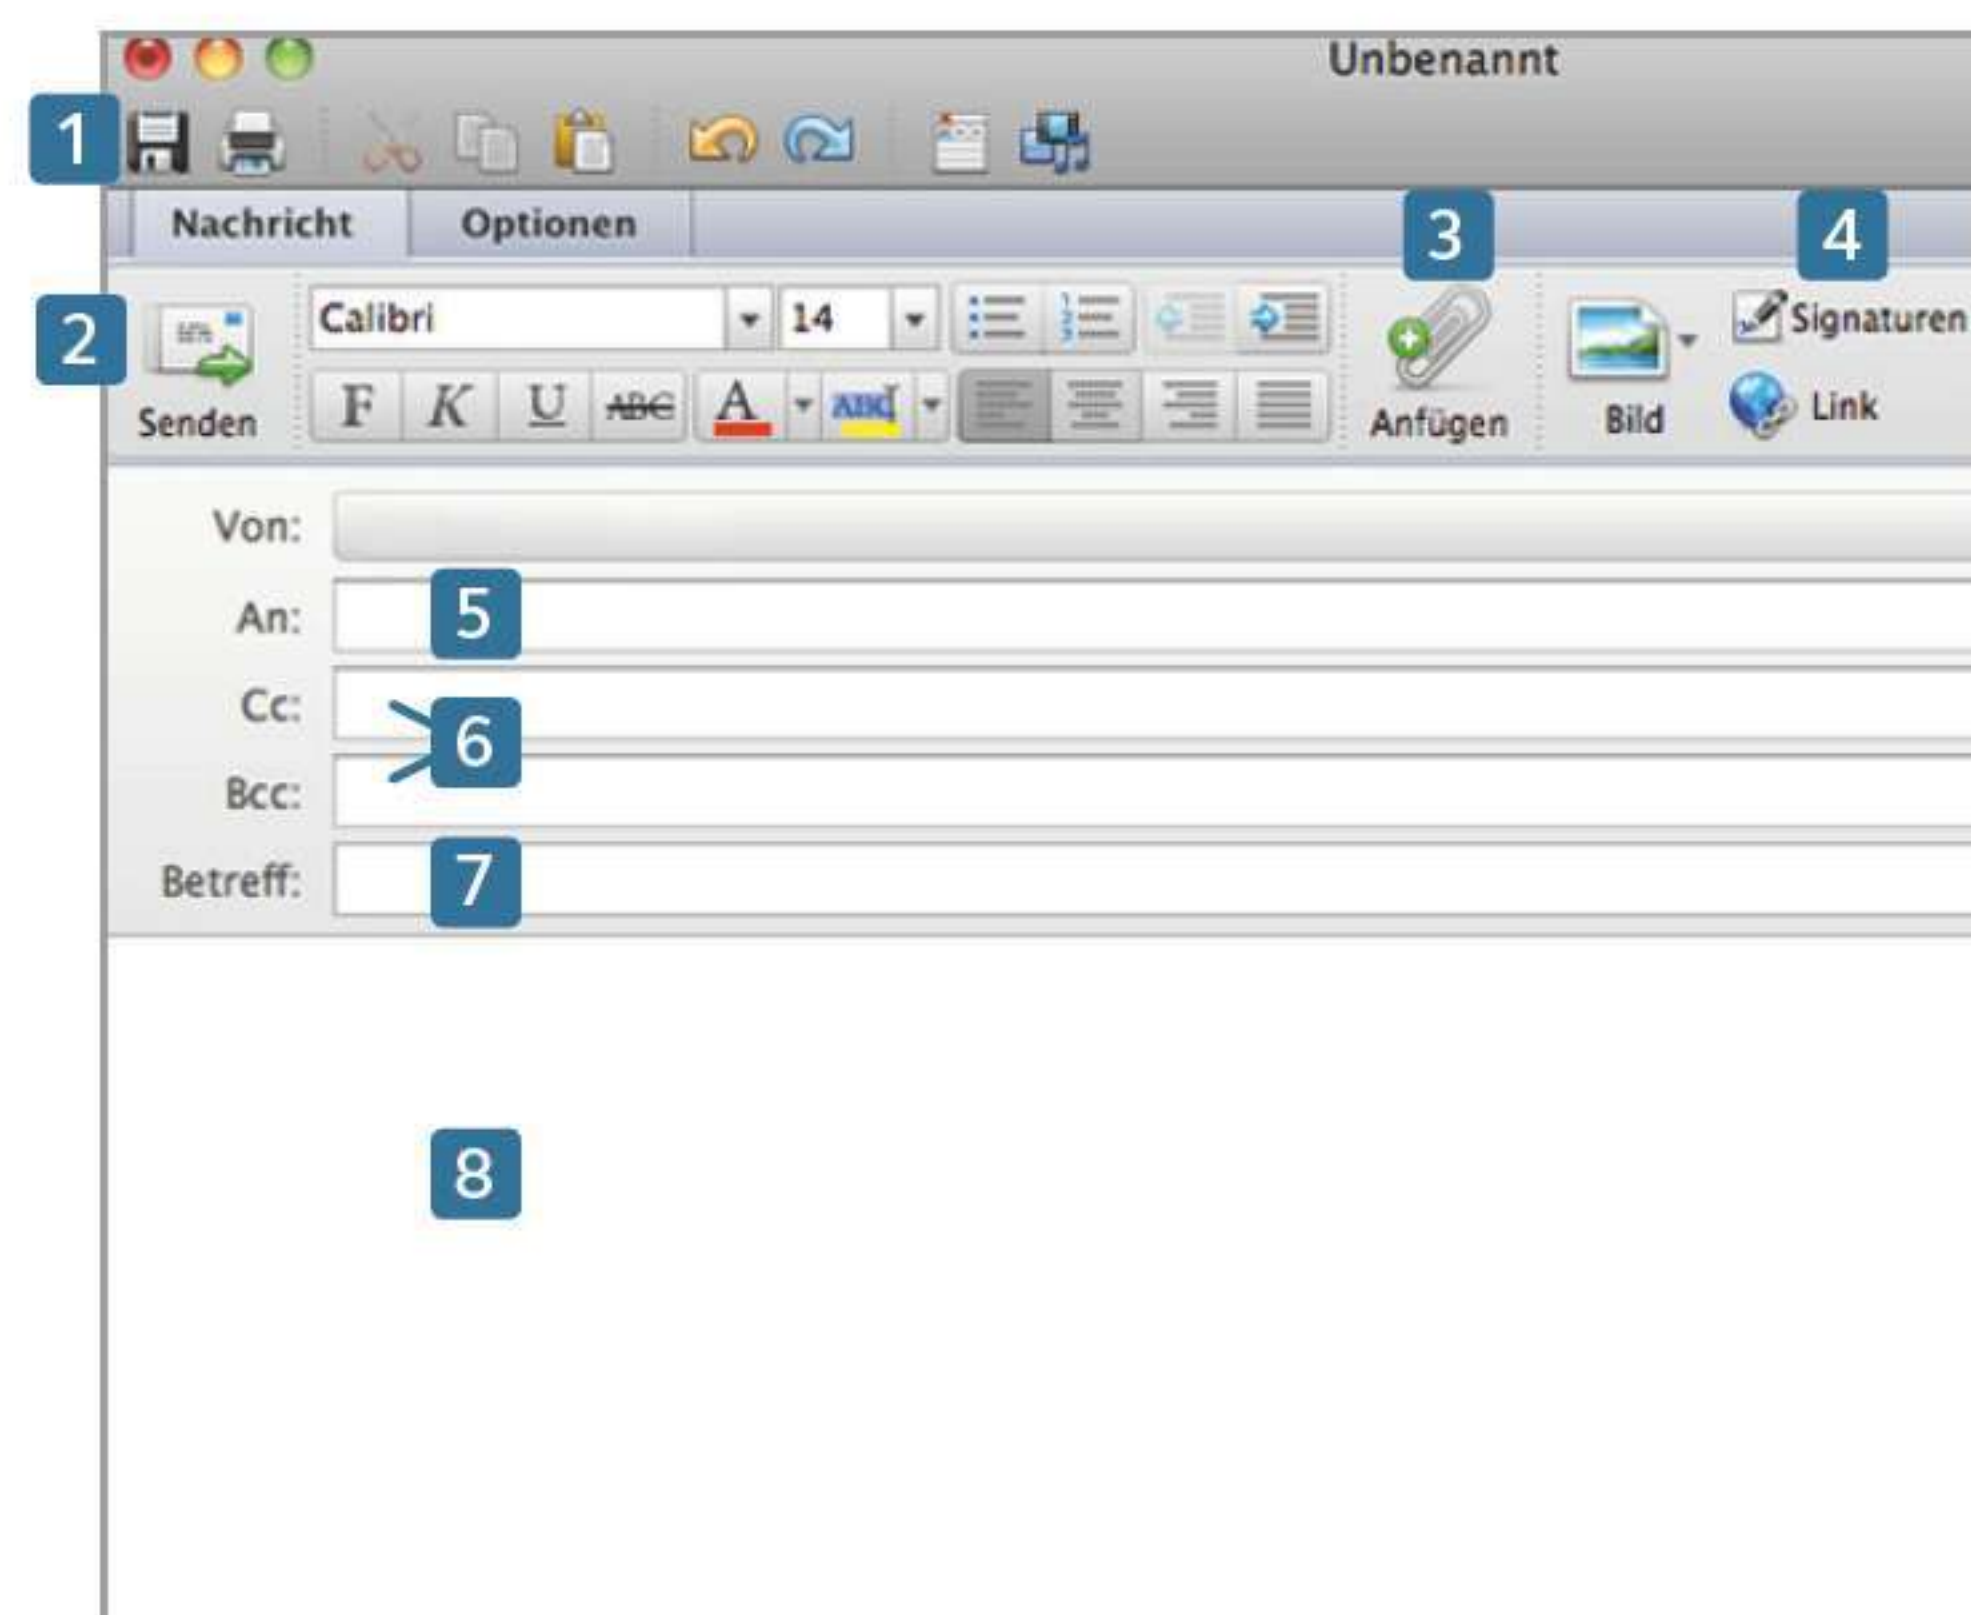 Unbenannt
1
Nachricht Optionen 3 4
2 Calibri 14 Signaturen
F K U ABC A ABC
Senden Anfügen Bild Link
Von:
An: 5
Cc:
6
Bcc:
Betreff: 7
8